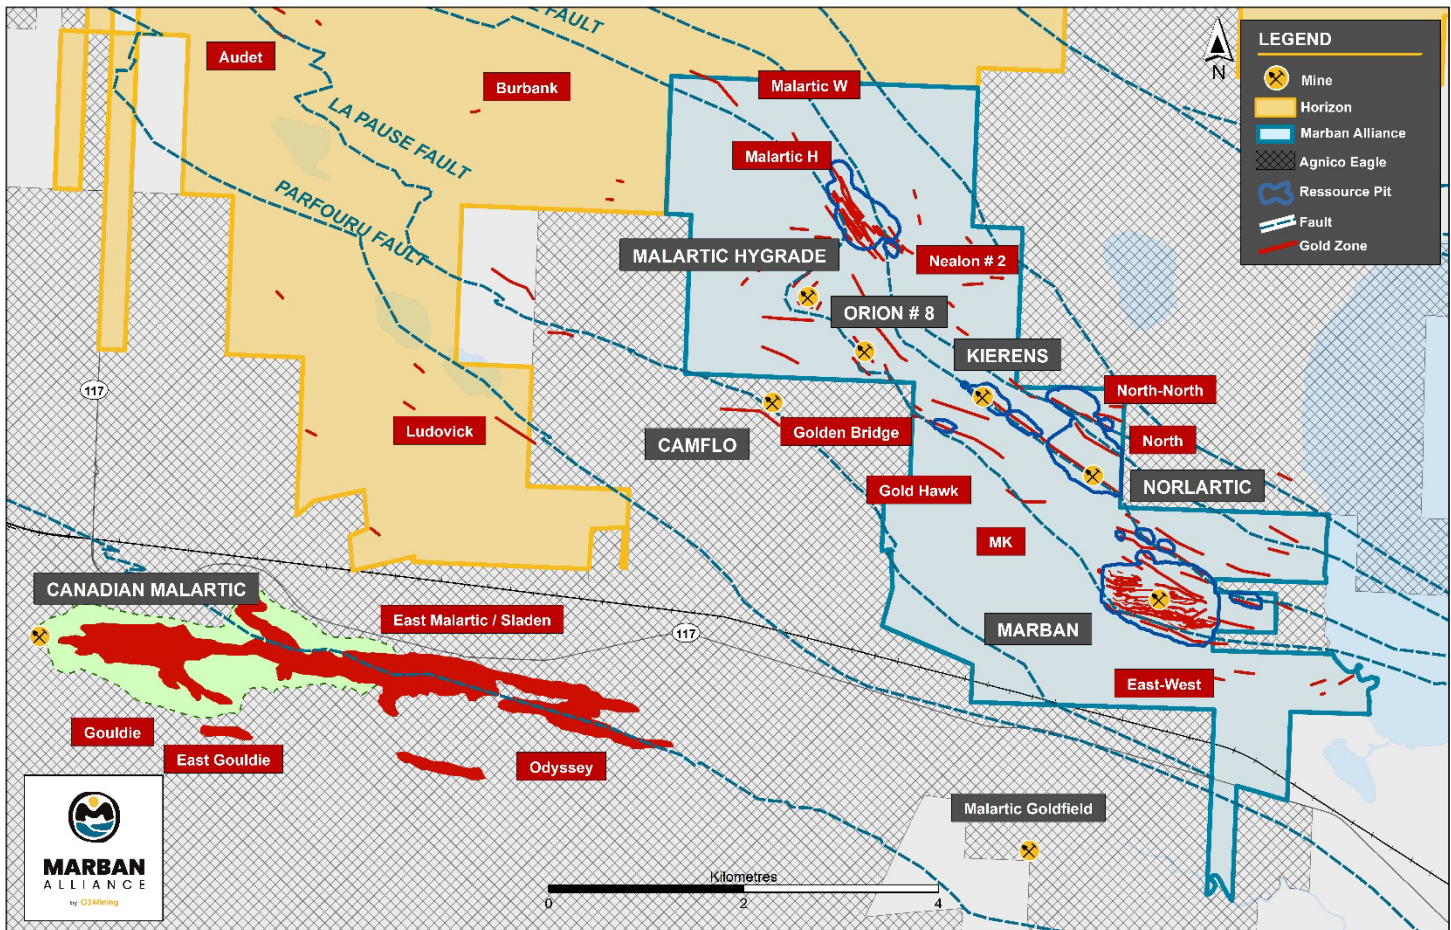 FAULT
LEGEND
Mine
Horizon
Marban Alliance
Agnico Eagle
Ressource Pit
Fault
Gold Zone
N
Audet
Burbank
Malartic W
LA PAUSE FAULT
Malartic H
PARFOURU FAULT
MALARTIC HYGRADE
Nealon # 2
ORION # 8
KIERENS
117
North-North
Ludovick
CAMFLO
Golden Bridge
North
Gold Hawk
NORLARTIC
MK
CANADIAN MALARTIC
East Malartic / Sladen
117
MARBAN
East-West
Gouldie
East Gouldie
Odyssey
Malartic Goldfield
MARBAN
ALLIANCE
by O3 Mining
Kilometres
0 2 4